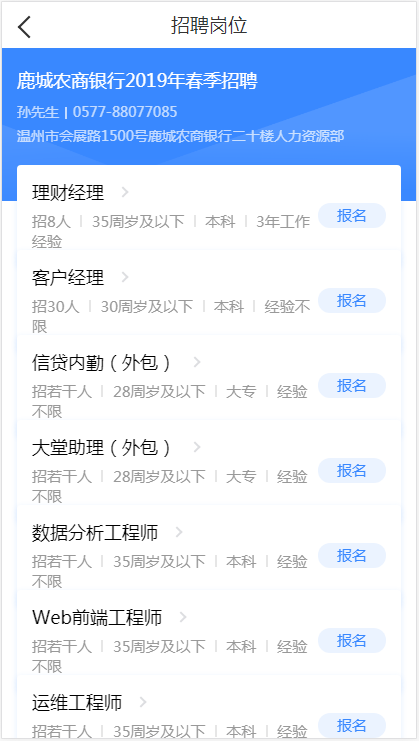 招聘岗位
鹿城农商银行2019年春季招聘
孙先生 | 0577-88077085
温州市会展路1500号鹿城农商银行二十楼人力资源部
理财经理
招8人 | 35周岁及以下 | 本科 | 3年工作
经验
报名
客户经理
招30人 | 30周岁及以下 | 本科 | 经验不
限
报名
信贷内勤（外包）
招若干人 | 28周岁及以下 | 大专 | 经验
不限
报名
大堂助理（外包）
招若干人 | 28周岁及以下 | 大专 | 经验
不限
报名
数据分析工程师
招若干人 | 35周岁及以下 | 本科 | 经验
不限
报名
Web前端工程师
招若干人 | 35周岁及以下 | 本科 | 经验
不限
报名
运维工程师
招若干人 | 35周岁及以下 | 本科 | 经验
报名